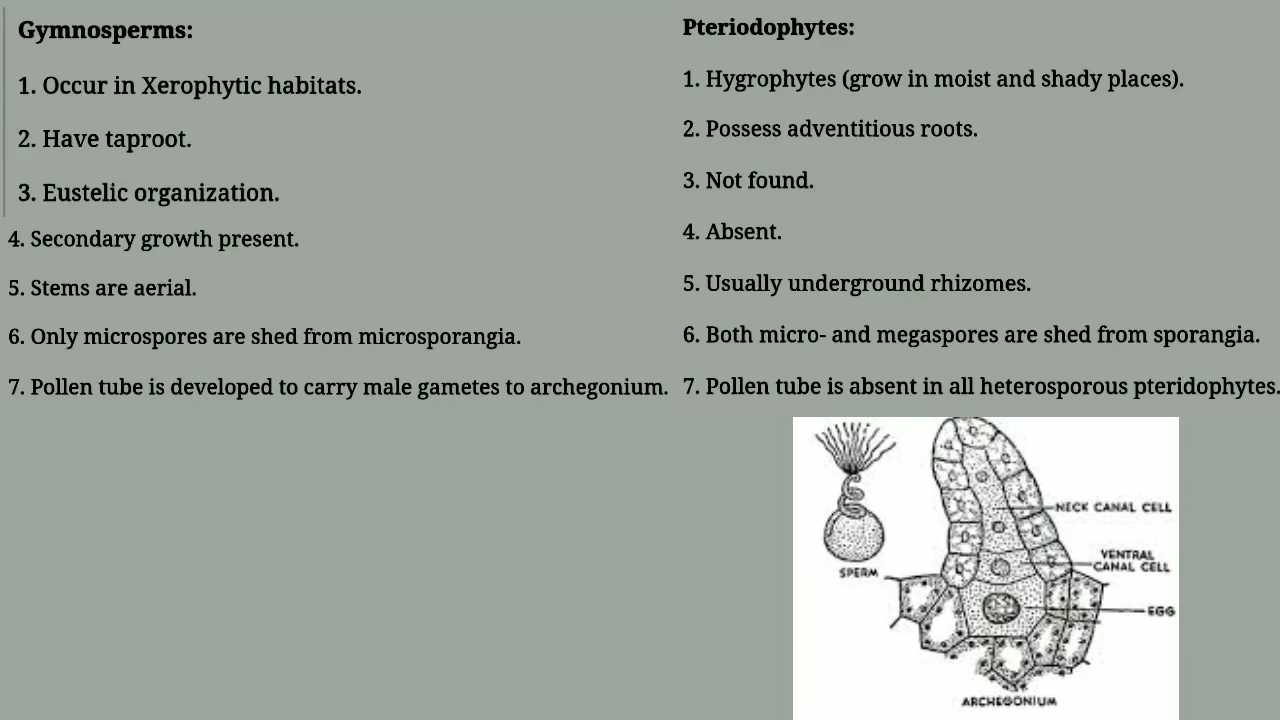 Gymnosperms:
1. Occur in Xerophytic habitats.
2. Have taproot.
3. Eustelic organization.
4. Secondary growth present.
5. Stems are aerial.
6. Only microspores are shed from microsporangia.
7. Pollen tube is developed to carry male gametes to archegonium.
Pteriodophytes:
1. Hygrophytes (grow in moist and shady places).
2. Possess adventitious roots.
3. Not found.
4. Absent.
5. Usually underground rhizomes.
6. Both micro- and megaspores are shed from sporangia.
7. Pollen tube is absent in all heterosporous pteridophytes.
SPERM
NECK CANAL CELL
VENTRAL
CANAL CELL
EGG
ARCHEGONIUM